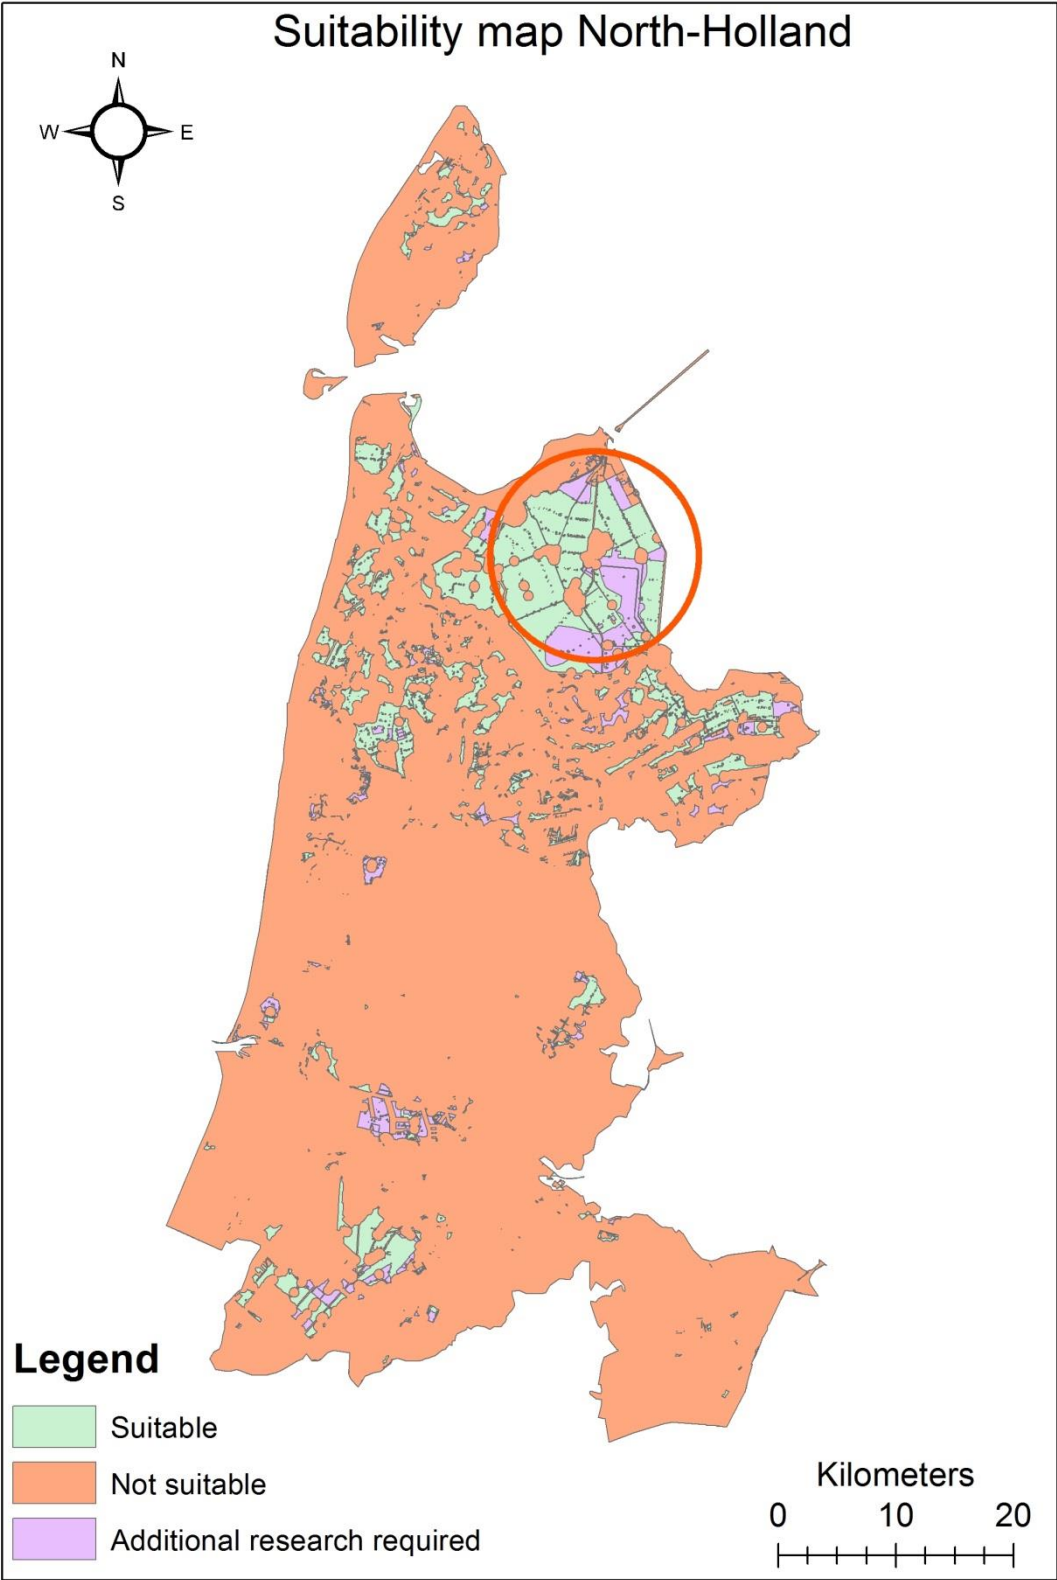 Suitability map North-Holland
N
W E
S
Legend
Suitable
Not suitable
Additional research required
Kilometers
0 10 20